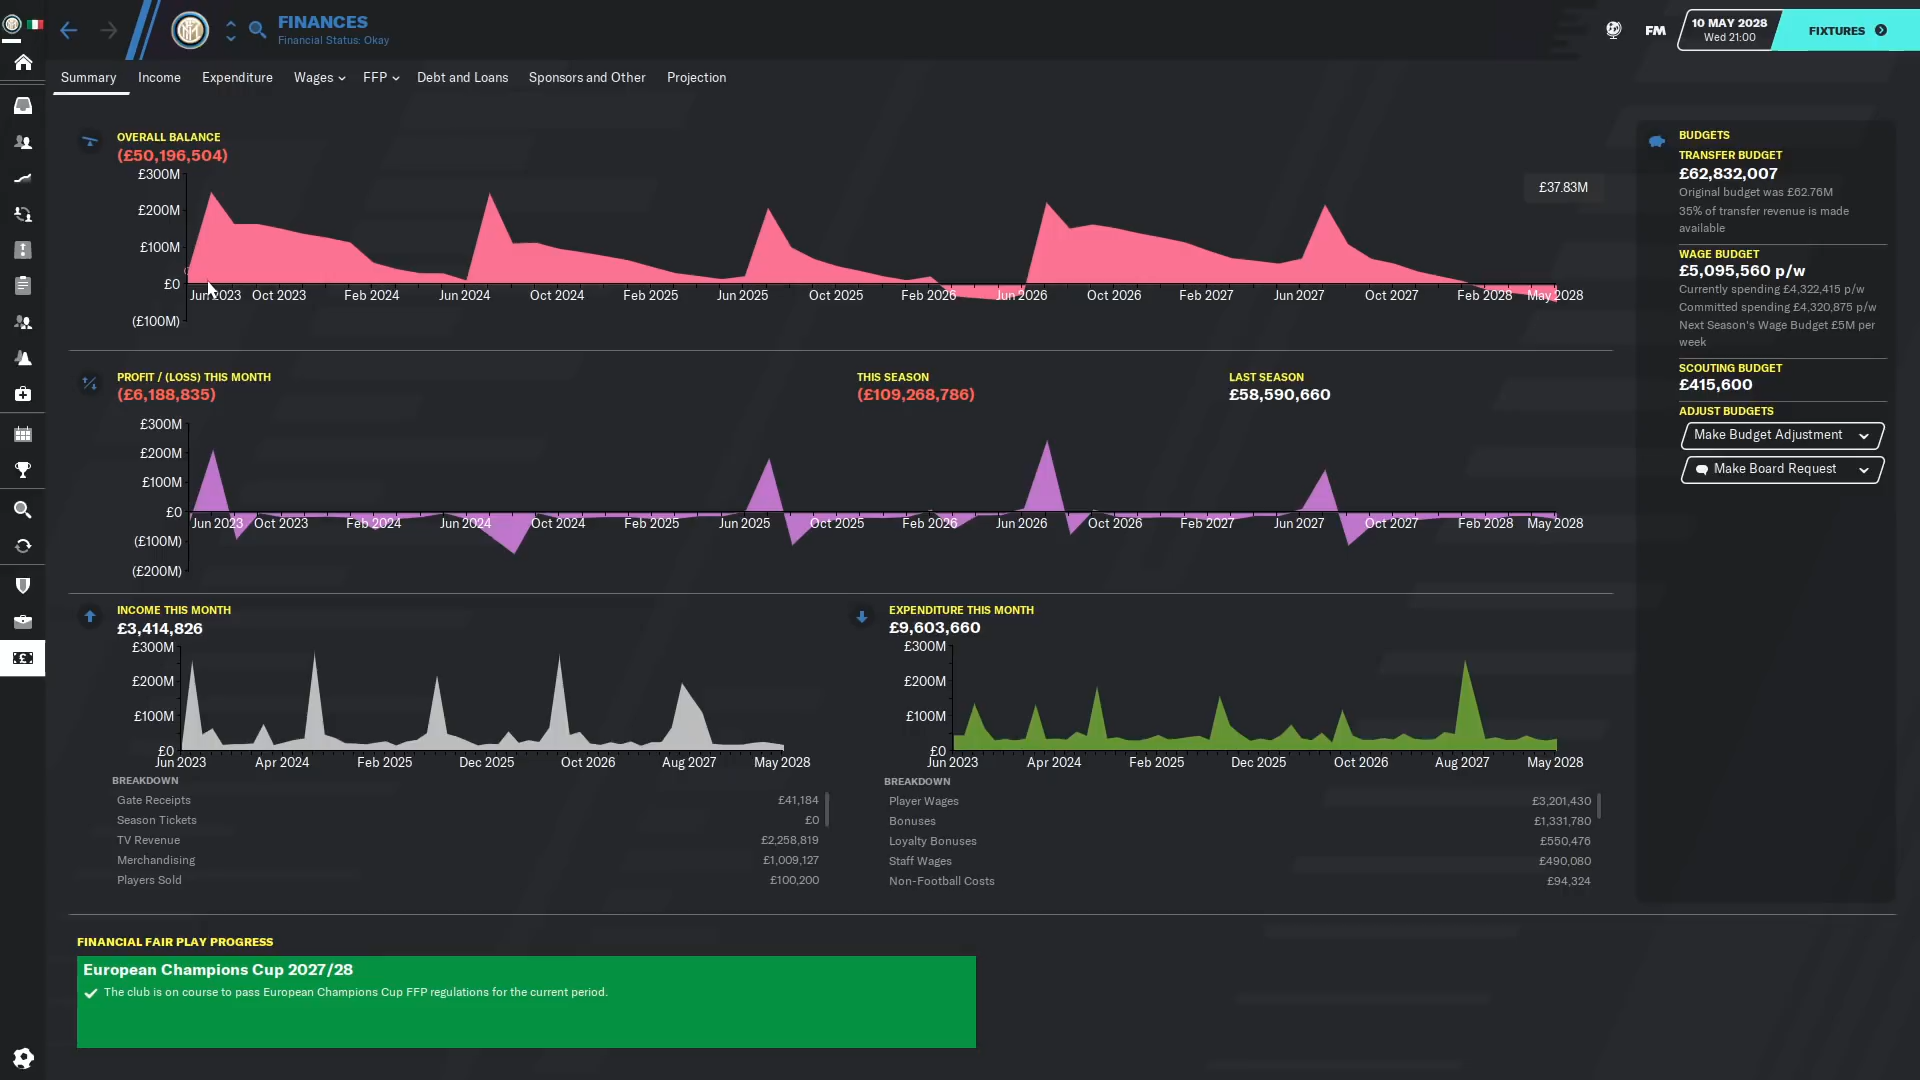 FINANCES
Financial Status: Okay
FM
10 MAY 2028
Wed 21:00
FIXTURES
Summary Income Expenditure Wages FFP Debt and Loans Sponsors and Other Projection
OVERALL BALANCE
(£50,196,504)
£300M
£200M
£100M
£0
(£100M)
£37.83M
Jun 2023 Oct 2023 Feb 2024 Jun 2024 Oct 2024 Feb 2025 Jun 2025 Oct 2025 Feb 2026 Jun 2026 Oct 2026 Feb 2027 Jun 2027 Oct 2027 Feb 2028 May 2028
PROFIT / (LOSS) THIS MONTH
(£6,188,835)
THIS SEASON
(£109,268,786)
LAST SEASON
£58,590,660
£300M
£200M
£100M
£0
(£100M)
(£200M)
Jun 2023 Oct 2023 Feb 2024 Jun 2024 Oct 2024 Feb 2025 Jun 2025 Oct 2025 Feb 2026 Jun 2026 Oct 2026 Feb 2027 Jun 2027 Oct 2027 Feb 2028 May 2028
INCOME THIS MONTH
£3,414,826
£300M
£200M
£100M
£0
Jun 2023 Apr 2024 Feb 2025 Dec 2025 Oct 2026 Aug 2027 May 2028
BREAKDOWN
Gate Receipts £41,184
Season Tickets £0
TV Revenue £2,258,819
Merchandising £1,009,127
Players Sold £100,200
EXPENDITURE THIS MONTH
£9,603,660
£300M
£200M
£100M
£0
Jun 2023 Apr 2024 Feb 2025 Dec 2025 Oct 2026 Aug 2027 May 2028
BREAKDOWN
Player Wages £3,201,430
Bonuses £1,331,780
Loyalty Bonuses £550,476
Staff Wages £490,080
Non-Football Costs £94,324
BUDGETS
TRANSFER BUDGET
£62,832,007
Original budget was £62.76M
35% of transfer revenue is made
available
WAGE BUDGET
£5,095,560 p/w
Currently spending £4,322,415 p/w
Committed spending £4,320,875 p/w
Next Season's Wage Budget £5M per
week
SCOUTING BUDGET
£415,600
ADJUST BUDGETS
Make Budget Adjustment
Make Board Request
FINANCIAL FAIR PLAY PROGRESS
European Champions Cup 2027/28
The club is on course to pass European Champions Cup FFP regulations for the current period.